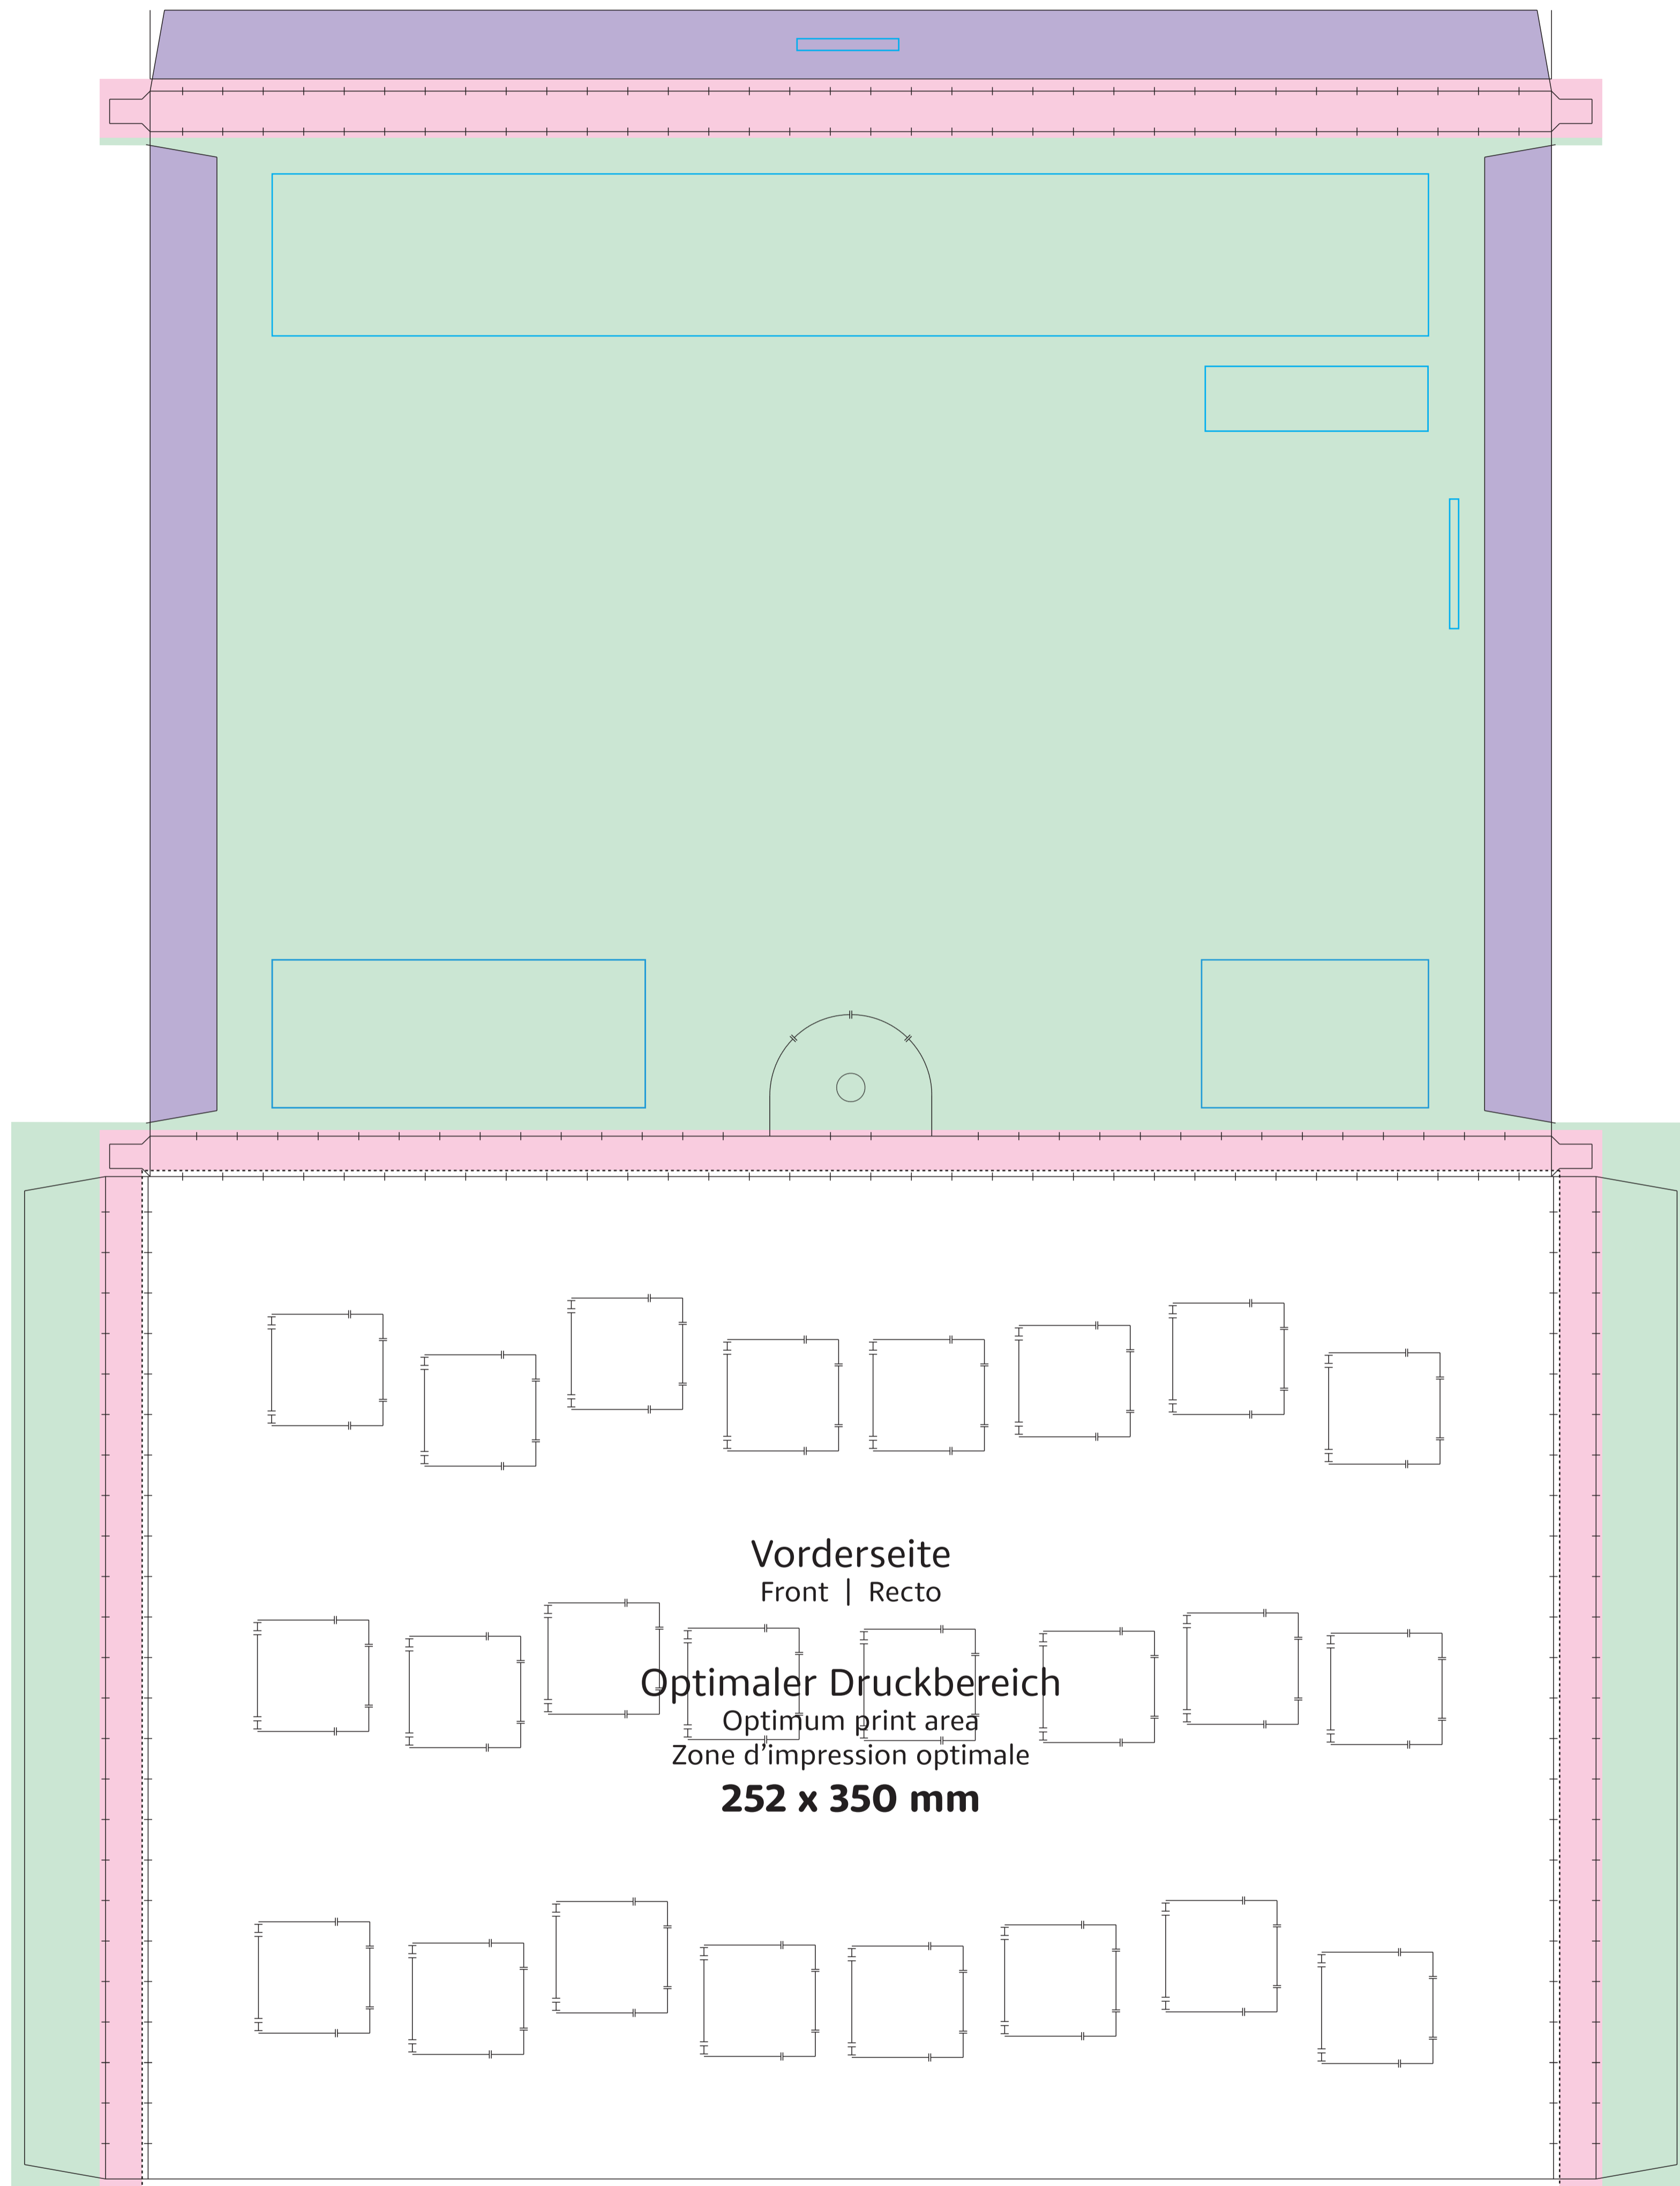 Vorderseite
Front | Recto
Optimaler Druckbereich
Optimum print area
Zone d’impression optimale
252 x 350 mm